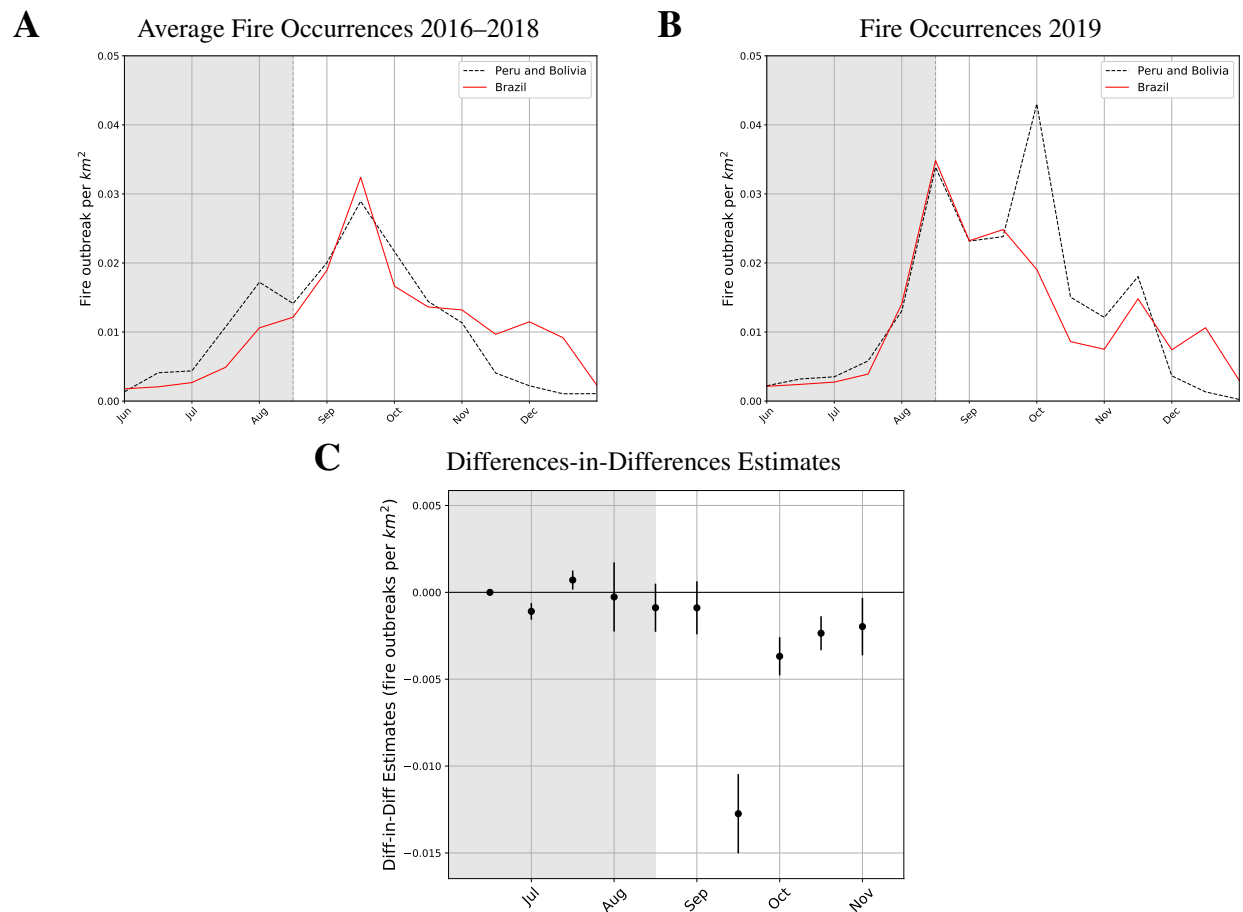 A
Average Fire Occurrences 2016–2018
Fire outbreak per km²
0.05
0.04
0.03
0.02
0.01
0.00
Peru and Bolivia
Brazil
Jun
Jul
Aug
Sep
Oct
Nov
Dec
B
Fire Occurrences 2019
Fire outbreak per km²
0.05
0.04
0.03
0.02
0.01
0.00
Peru and Bolivia
Brazil
Jun
Jul
Aug
Sep
Oct
Nov
Dec
C
Differences-in-Differences Estimates
Diff-in-Diff Estimates (fire outbreaks per km²)
0.005
0.000
−0.005
−0.010
−0.015
Jul
Aug
Sep
Oct
Nov